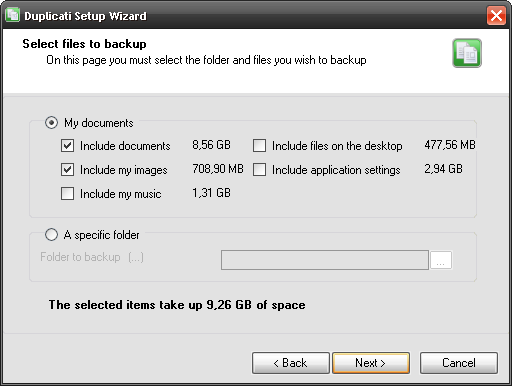 Duplicati Setup Wizard
Select files to backup
On this page you must select the folder and files you wish to backup
My documents
Include documents 8,56 GB Include files on the desktop 477,56 MB
Include my images 708,90 MB Include application settings 2,94 GB
Include my music 1,31 GB
A specific folder
Folder to backup (...) ...
The selected items take up 9,26 GB of space
< Back Next > Cancel